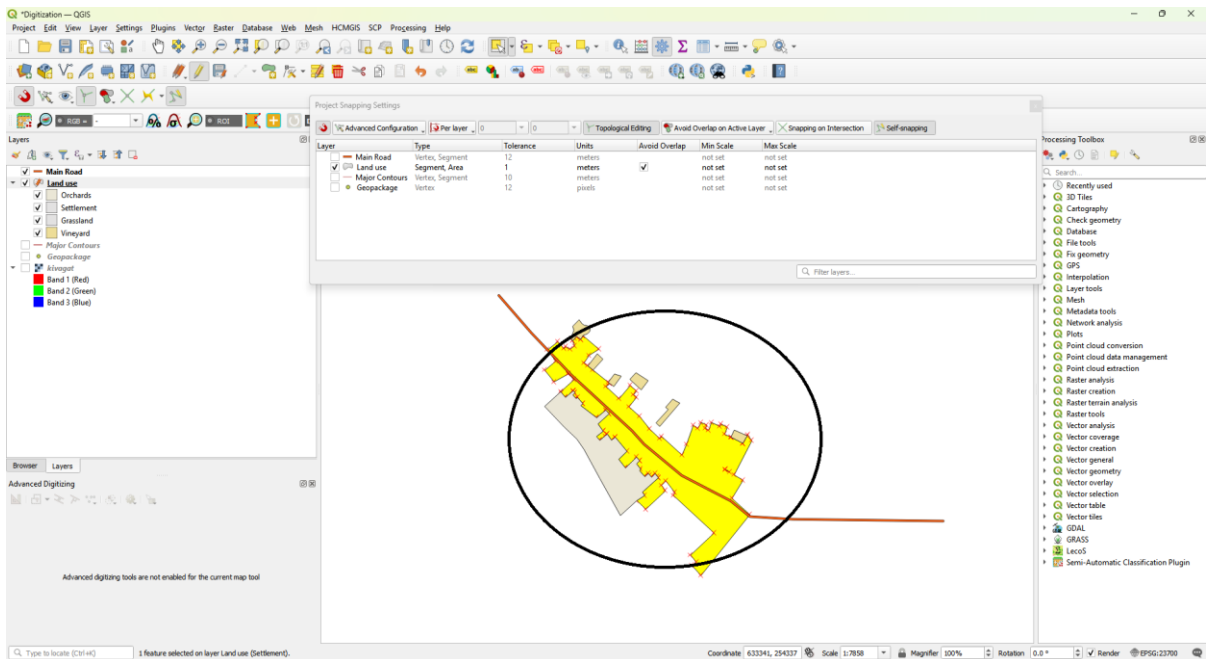 *Digitization — QGIS
Project Edit View Layer Settings Plugins Vector Raster Database Web Mesh HCMGIS SCP Processing Help
RGB = -
ROI
Layers
Main Road
Land use
Orchards
Settlement
Grassland
Vineyard
Major Contours
Geopackage
kivagat
Band 1 (Red)
Band 2 (Green)
Band 3 (Blue)
Browser Layers
Advanced Digitizing
Advanced digitizing tools are not enabled for the current map tool
Project Snapping Settings
Advanced Configuration Per layer 0 0 Topological Editing Avoid Overlap on Active Layer Snapping on Intersection Self-snapping
Layer Type Tolerance Units Avoid Overlap Min Scale Max Scale
Main Road Vertex, Segment 12 meters not set not set
Land use Segment, Area 1 meters not set not set
Major Contours Vertex, Segment 10 meters not set not set
Geopackage Vertex 12 pixels not set not set
Filter layers...
Processing Toolbox
Search...
Recently used
3D Tiles
Cartography
Check geometry
Database
File tools
Fix geometry
GPS
Interpolation
Layer tools
Mesh
Metadata tools
Network analysis
Plots
Point cloud conversion
Point cloud data management
Point cloud extraction
Raster analysis
Raster creation
Raster terrain analysis
Raster tools
Vector analysis
Vector coverage
Vector creation
Vector general
Vector geometry
Vector overlay
Vector selection
Vector table
Vector tiles
GDAL
GRASS
LecoS
Semi-Automatic Classification Plugin
Type to locate (Ctrl+K) 1 feature selected on layer Land use (Settlement). Coordinate 633341, 254337 Scale 1:7858 Magnifier 100% Rotation 0.0 ° Render EPSG:23700